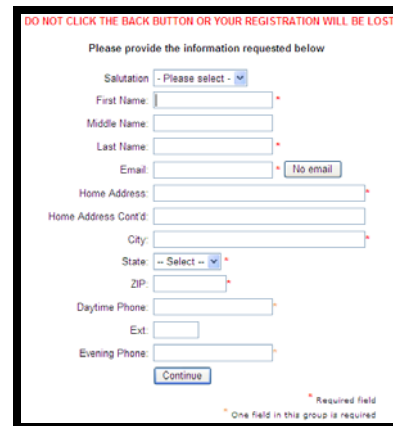 DO NOT CLICK THE BACK BUTTON OR YOUR REGISTRATION WILL BE LOST
Please provide the information requested below
Salutation - Please select -
First Name: *
Middle Name:
Last Name: *
Email: * No email
Home Address: *
Home Address Cont'd:
City: *
State: -- Select -- *
ZIP: *
Daytime Phone: *
Ext:
Evening Phone: *
Continue
* Required field
* One field in this group is required